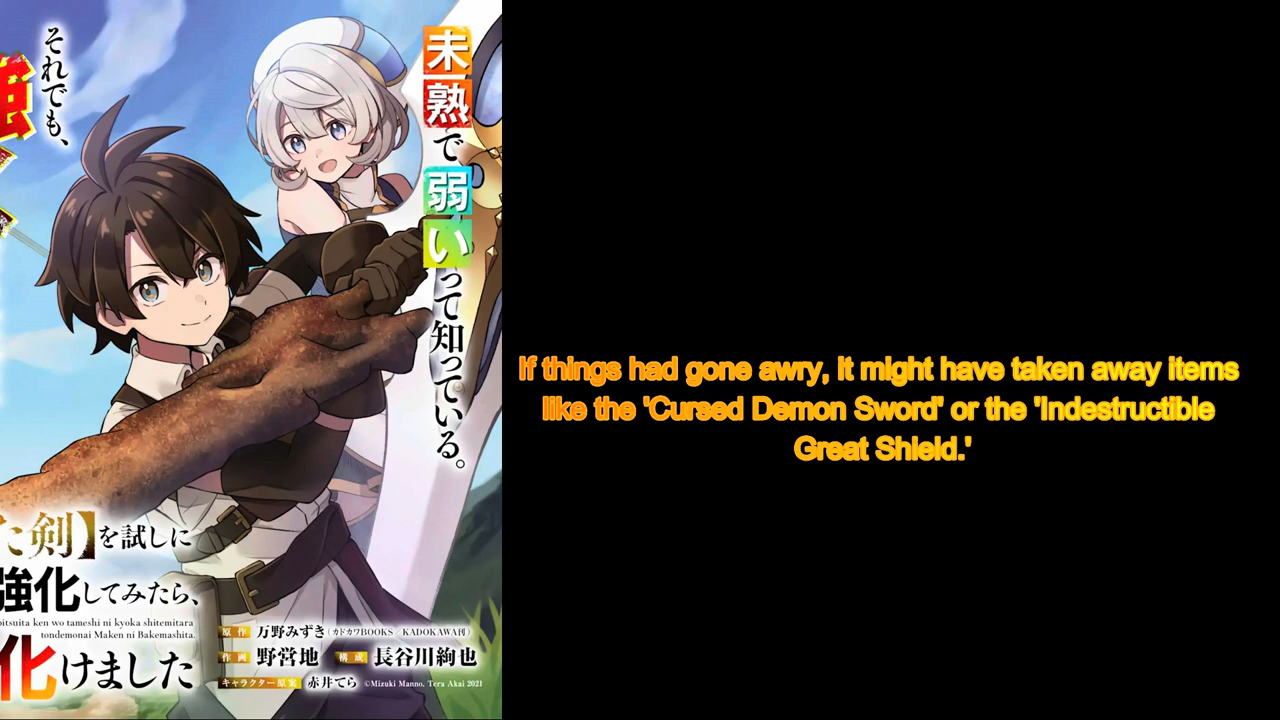 未熟で弱いって知っている。
それでも、
強
た剣】を試しに
強化してみたら、
bitsuita ken wo tameshi ni kyoka shitemitara
tondemonai Maken ni Bakemashita.
化けました
原作 万野みずき(カドカワBOOKS/KADOKAWA刊)
作画 野営地 構成 長谷川絢也
キャラクター原案 赤井てら ©Mizuki Manno, Tera Akai 2021
If things had gone awry, it might have taken away items
like the 'Cursed Demon Sword' or the 'Indestructible
Great Shield.'